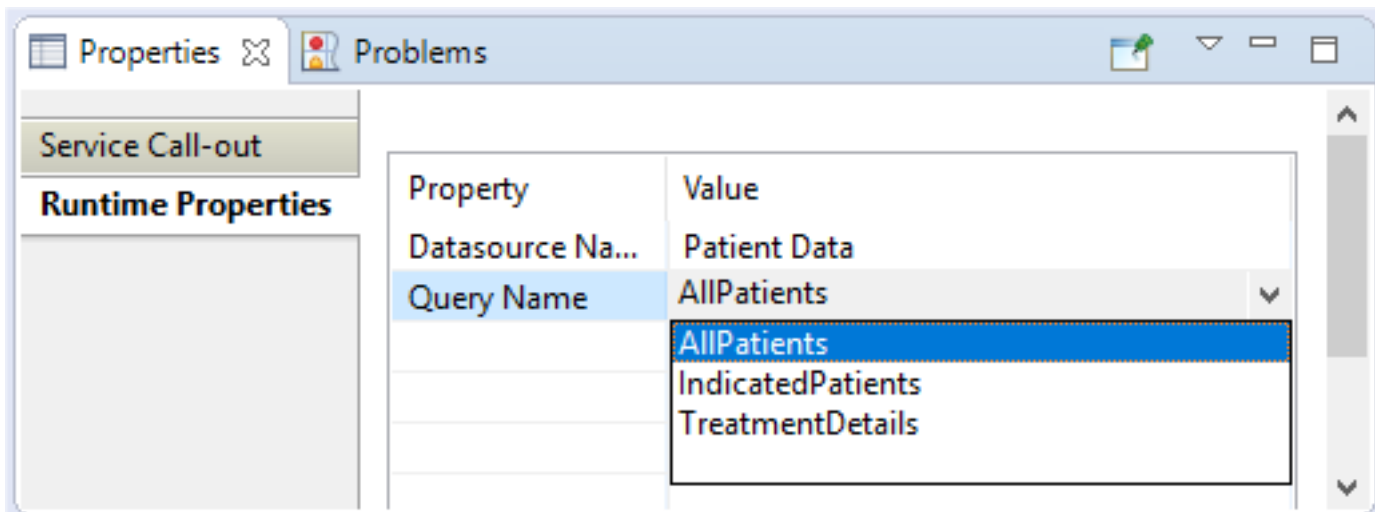 Properties Problems
Service Call-out
Runtime Properties
Property Value
Datasource Na... Patient Data
Query Name AllPatients
AllPatients
IndicatedPatients
TreatmentDetails